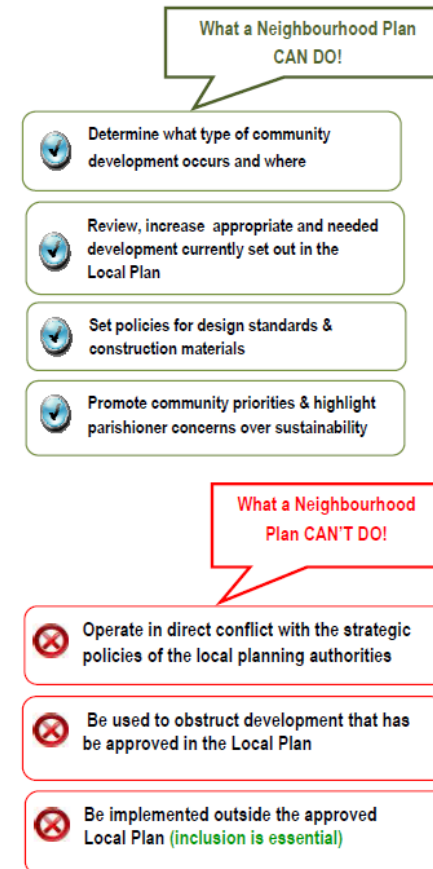 What a Neighbourhood Plan
CAN DO!
Determine what type of community
development occurs and where
Review, increase appropriate and needed
development currently set out in the
Local Plan
Set policies for design standards &
construction materials
Promote community priorities & highlight
parishioner concerns over sustainability
What a Neighbourhood
Plan CAN'T DO!
Operate in direct conflict with the strategic
policies of the local planning authorities
Be used to obstruct development that has
be approved in the Local Plan
Be implemented outside the approved
Local Plan (inclusion is essential)